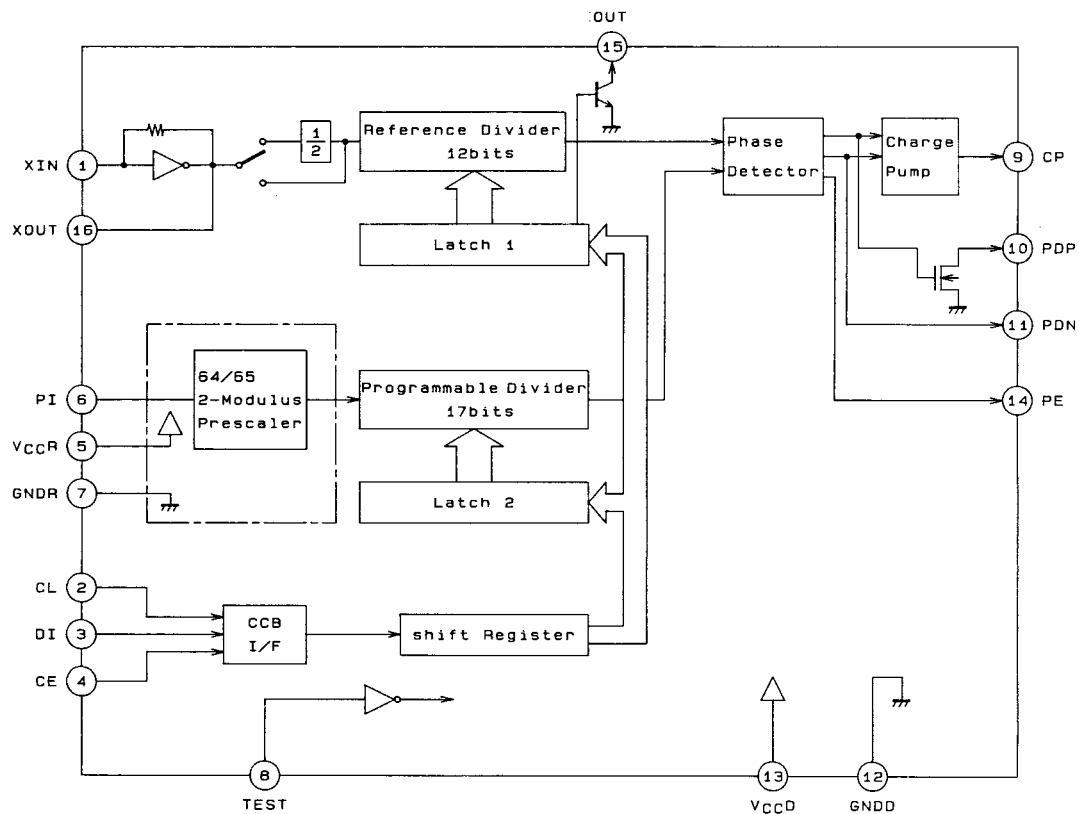 OUT
15
XIN
1
1
2
Reference Divider
12bits
Phase
Detector
Charge
Pump
9
CP
XOUT
16
Latch 1
10
PDP
11
PDN
PI
6
64/65
2-Modulus
Prescaler
Programmable Divider
17bits
14
PE
VCCR
5
GNDR
7
Latch 2
CL
2
DI
3
CE
4
CCB
I/F
shift Register
8
TEST
13
VCCD
12
GNDD